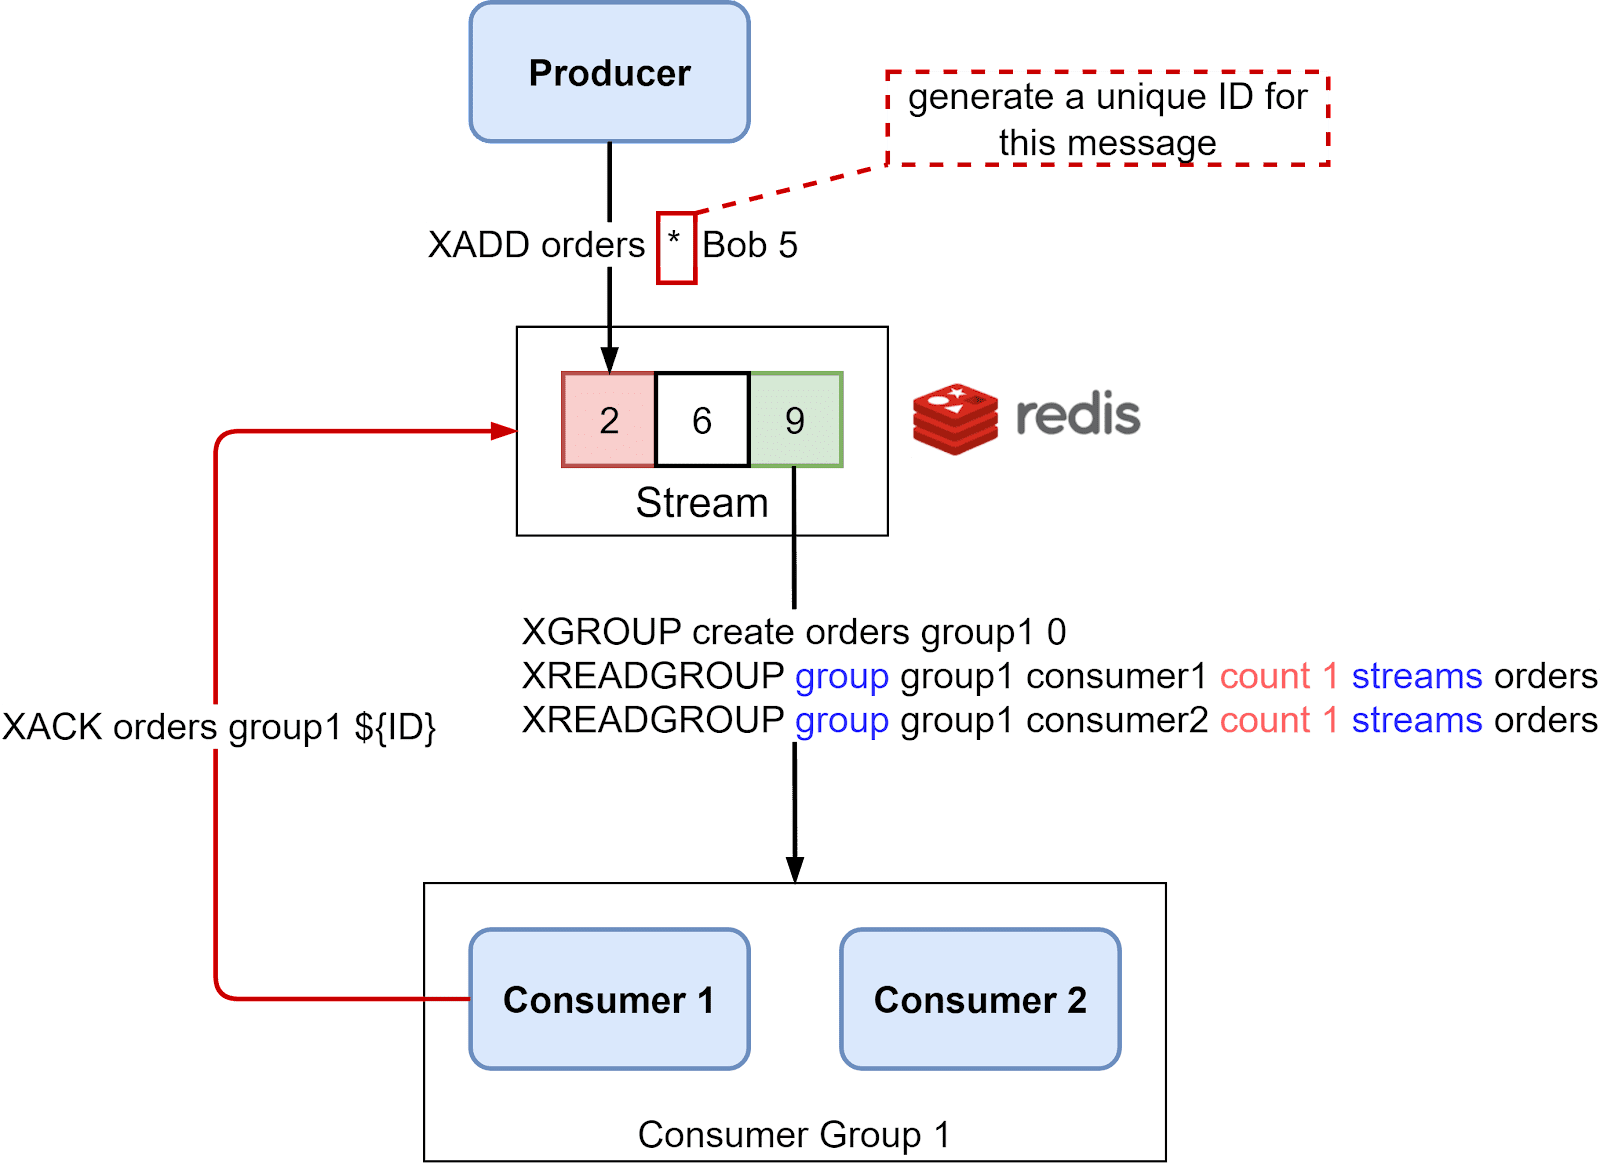 Producer
generate a unique ID for
this message
XADD orders * Bob 5
2 6 9
redis
Stream
XGROUP create orders group1 0
XREADGROUP group group1 consumer1 count 1 streams orders
XREADGROUP group group1 consumer2 count 1 streams orders
XACK orders group1 ${ID}
Consumer 1
Consumer 2
Consumer Group 1